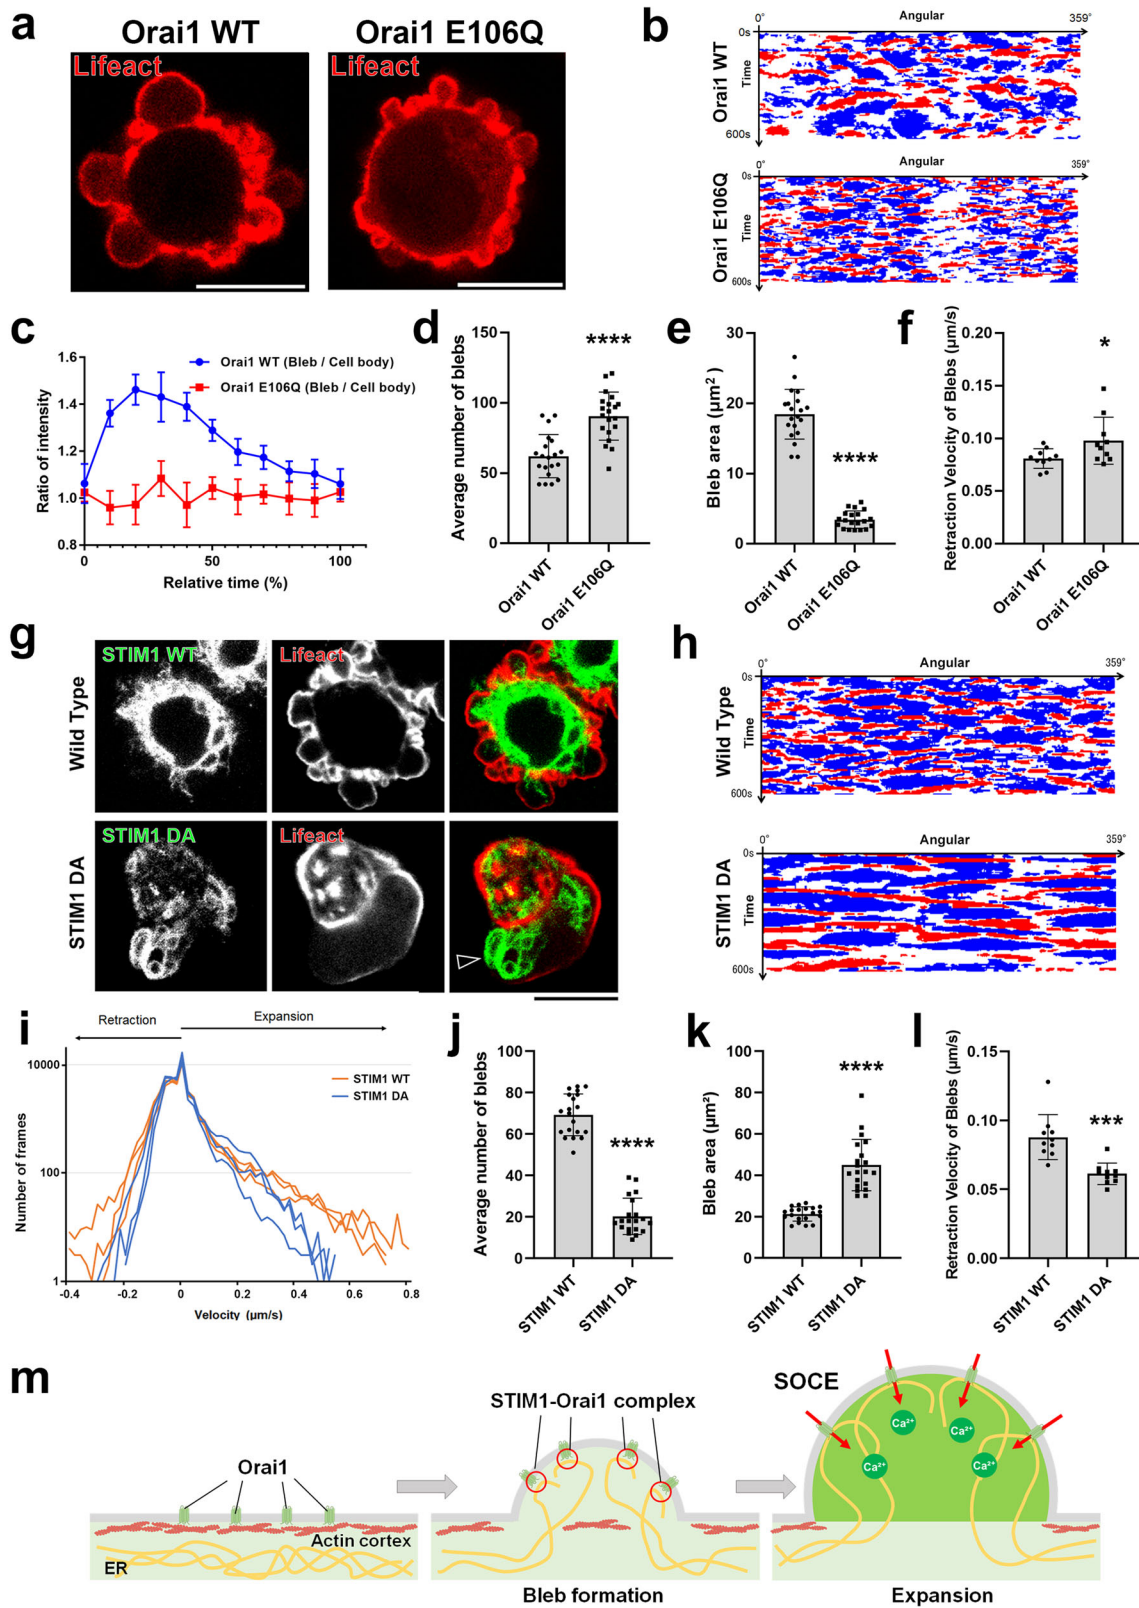 a
Orai1 WT
Orai1 E106Q
Lifeact
Lifeact
b
0°
Angular
359°
0s
Time
600s
Orai1 WT
0°
Angular
359°
0s
Time
600s
Orai1 E106Q
c
1.6
1.4
1.2
1.0
0.8
Ratio of intensity
0
50
100
Relative time (%)
Orai1 WT (Bleb / Cell body)
Orai1 E106Q (Bleb / Cell body)
d
150
100
50
0
Average number of blebs
****
Orai1 WT
Orai1 E106Q
e
30
20
10
0
Bleb area (μm²)
****
Orai1 WT
Orai1 E106Q
f
0.20
0.15
0.10
0.05
0.00
Retraction Velocity of Blebs (μm/s)
*
Orai1 WT
Orai1 E106Q
g
Wild Type
STIM1 WT
Lifeact
STIM1 DA
STIM1 DA
Lifeact
h
0°
Angular
359°
0s
Time
600s
Wild Type
0°
Angular
359°
0s
Time
600s
STIM1 DA
i
Retraction
Expansion
10000
100
1
Number of frames
STIM1 WT
STIM1 DA
-0.4
-0.2
0
0.2
0.4
0.6
0.8
Velocity (μm/s)
j
100
80
60
40
20
0
Average number of blebs
****
STIM1 WT
STIM1 DA
k
100
80
60
40
20
0
Bleb area (μm²)
****
STIM1 WT
STIM1 DA
l
0.15
0.10
0.05
0.00
Retraction Velocity of Blebs (μm/s)
***
STIM1 WT
STIM1 DA
m
Orai1
Actin cortex
ER
STIM1-Orai1 complex
Bleb formation
SOCE
Ca²⁺
Ca²⁺
Ca²⁺
Ca²⁺
Expansion